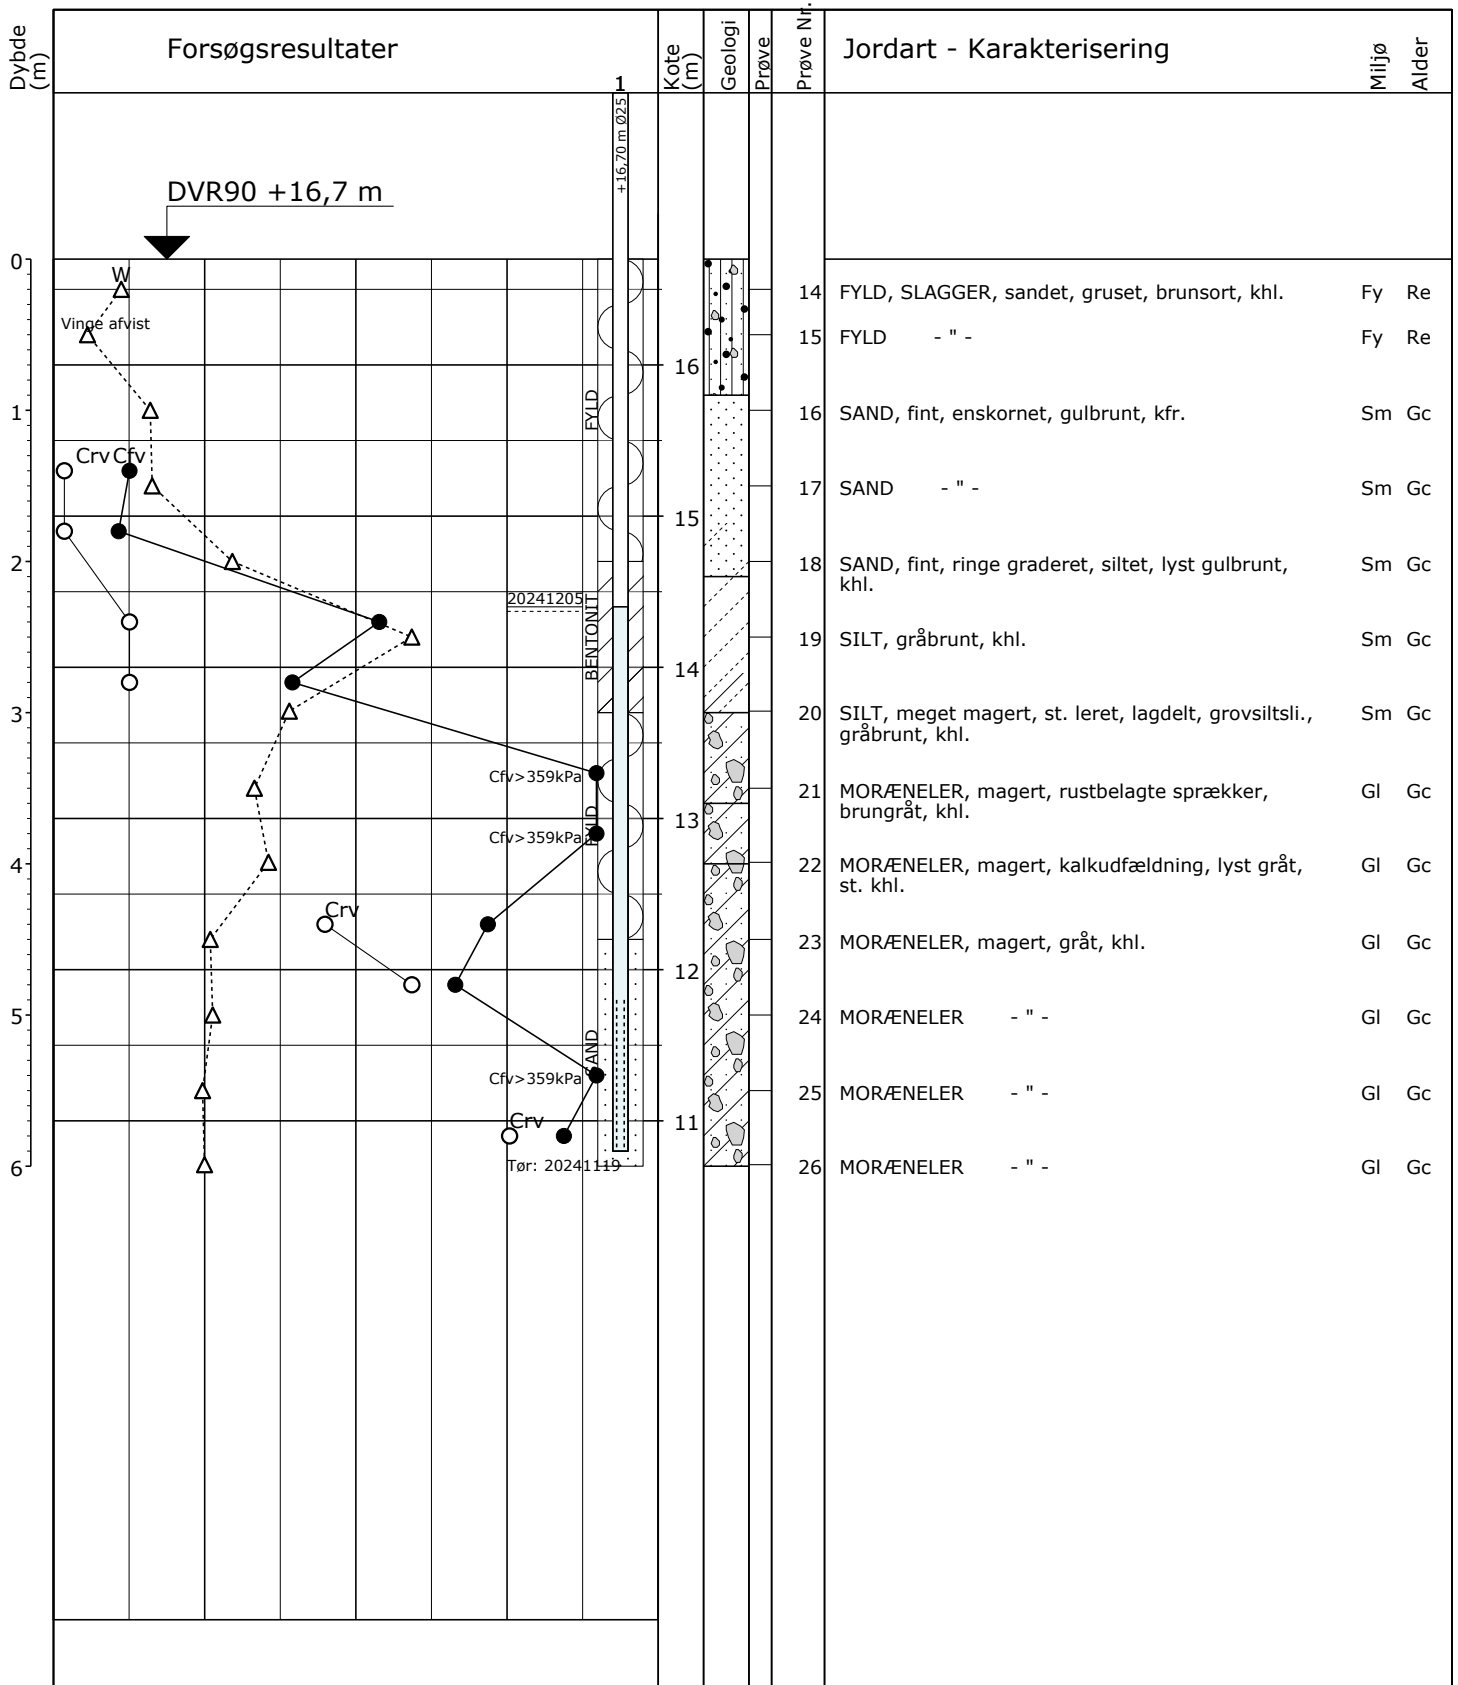 Dybde (m)
Forsøgsresultater
Kote (m)
Geologi
Prøve
Prøve Nr.
Jordart - Karakterisering
Miljø
Alder
1
+16,70 m Ø25
DVR90 +16,7 m
0
W
14 FYLD, SLAGGER, sandet, gruset, brunsort, khl. Fy Re
Vinge afvist
15 FYLD - " - Fy Re
16
FYLD
1
16 SAND, fint, enskornet, gulbrunt, kfr. Sm Gc
Crv Cfv
17 SAND - " - Sm Gc
15
2
18 SAND, fint, ringe graderet, siltet, lyst gulbrunt, Sm Gc
khl.
20241205
BENTONIT
19 SILT, gråbrunt, khl. Sm Gc
14
3
20 SILT, meget magert, st. leret, lagdelt, grovsiltsli., Sm Gc
gråbrunt, khl.
Cfv>359kPa
21 MORÆNELER, magert, rustbelagte sprækker, Gl Gc
brungråt, khl.
13
FYLD
Cfv>359kPa
4
22 MORÆNELER, magert, kalkudfældning, lyst gråt, Gl Gc
st. khl.
Crv
23 MORÆNELER, magert, gråt, khl. Gl Gc
12
5
24 MORÆNELER - " - Gl Gc
SAND
Cfv>359kPa
25 MORÆNELER - " - Gl Gc
Crv
11
6
Tør: 20241119
26 MORÆNELER - " - Gl Gc